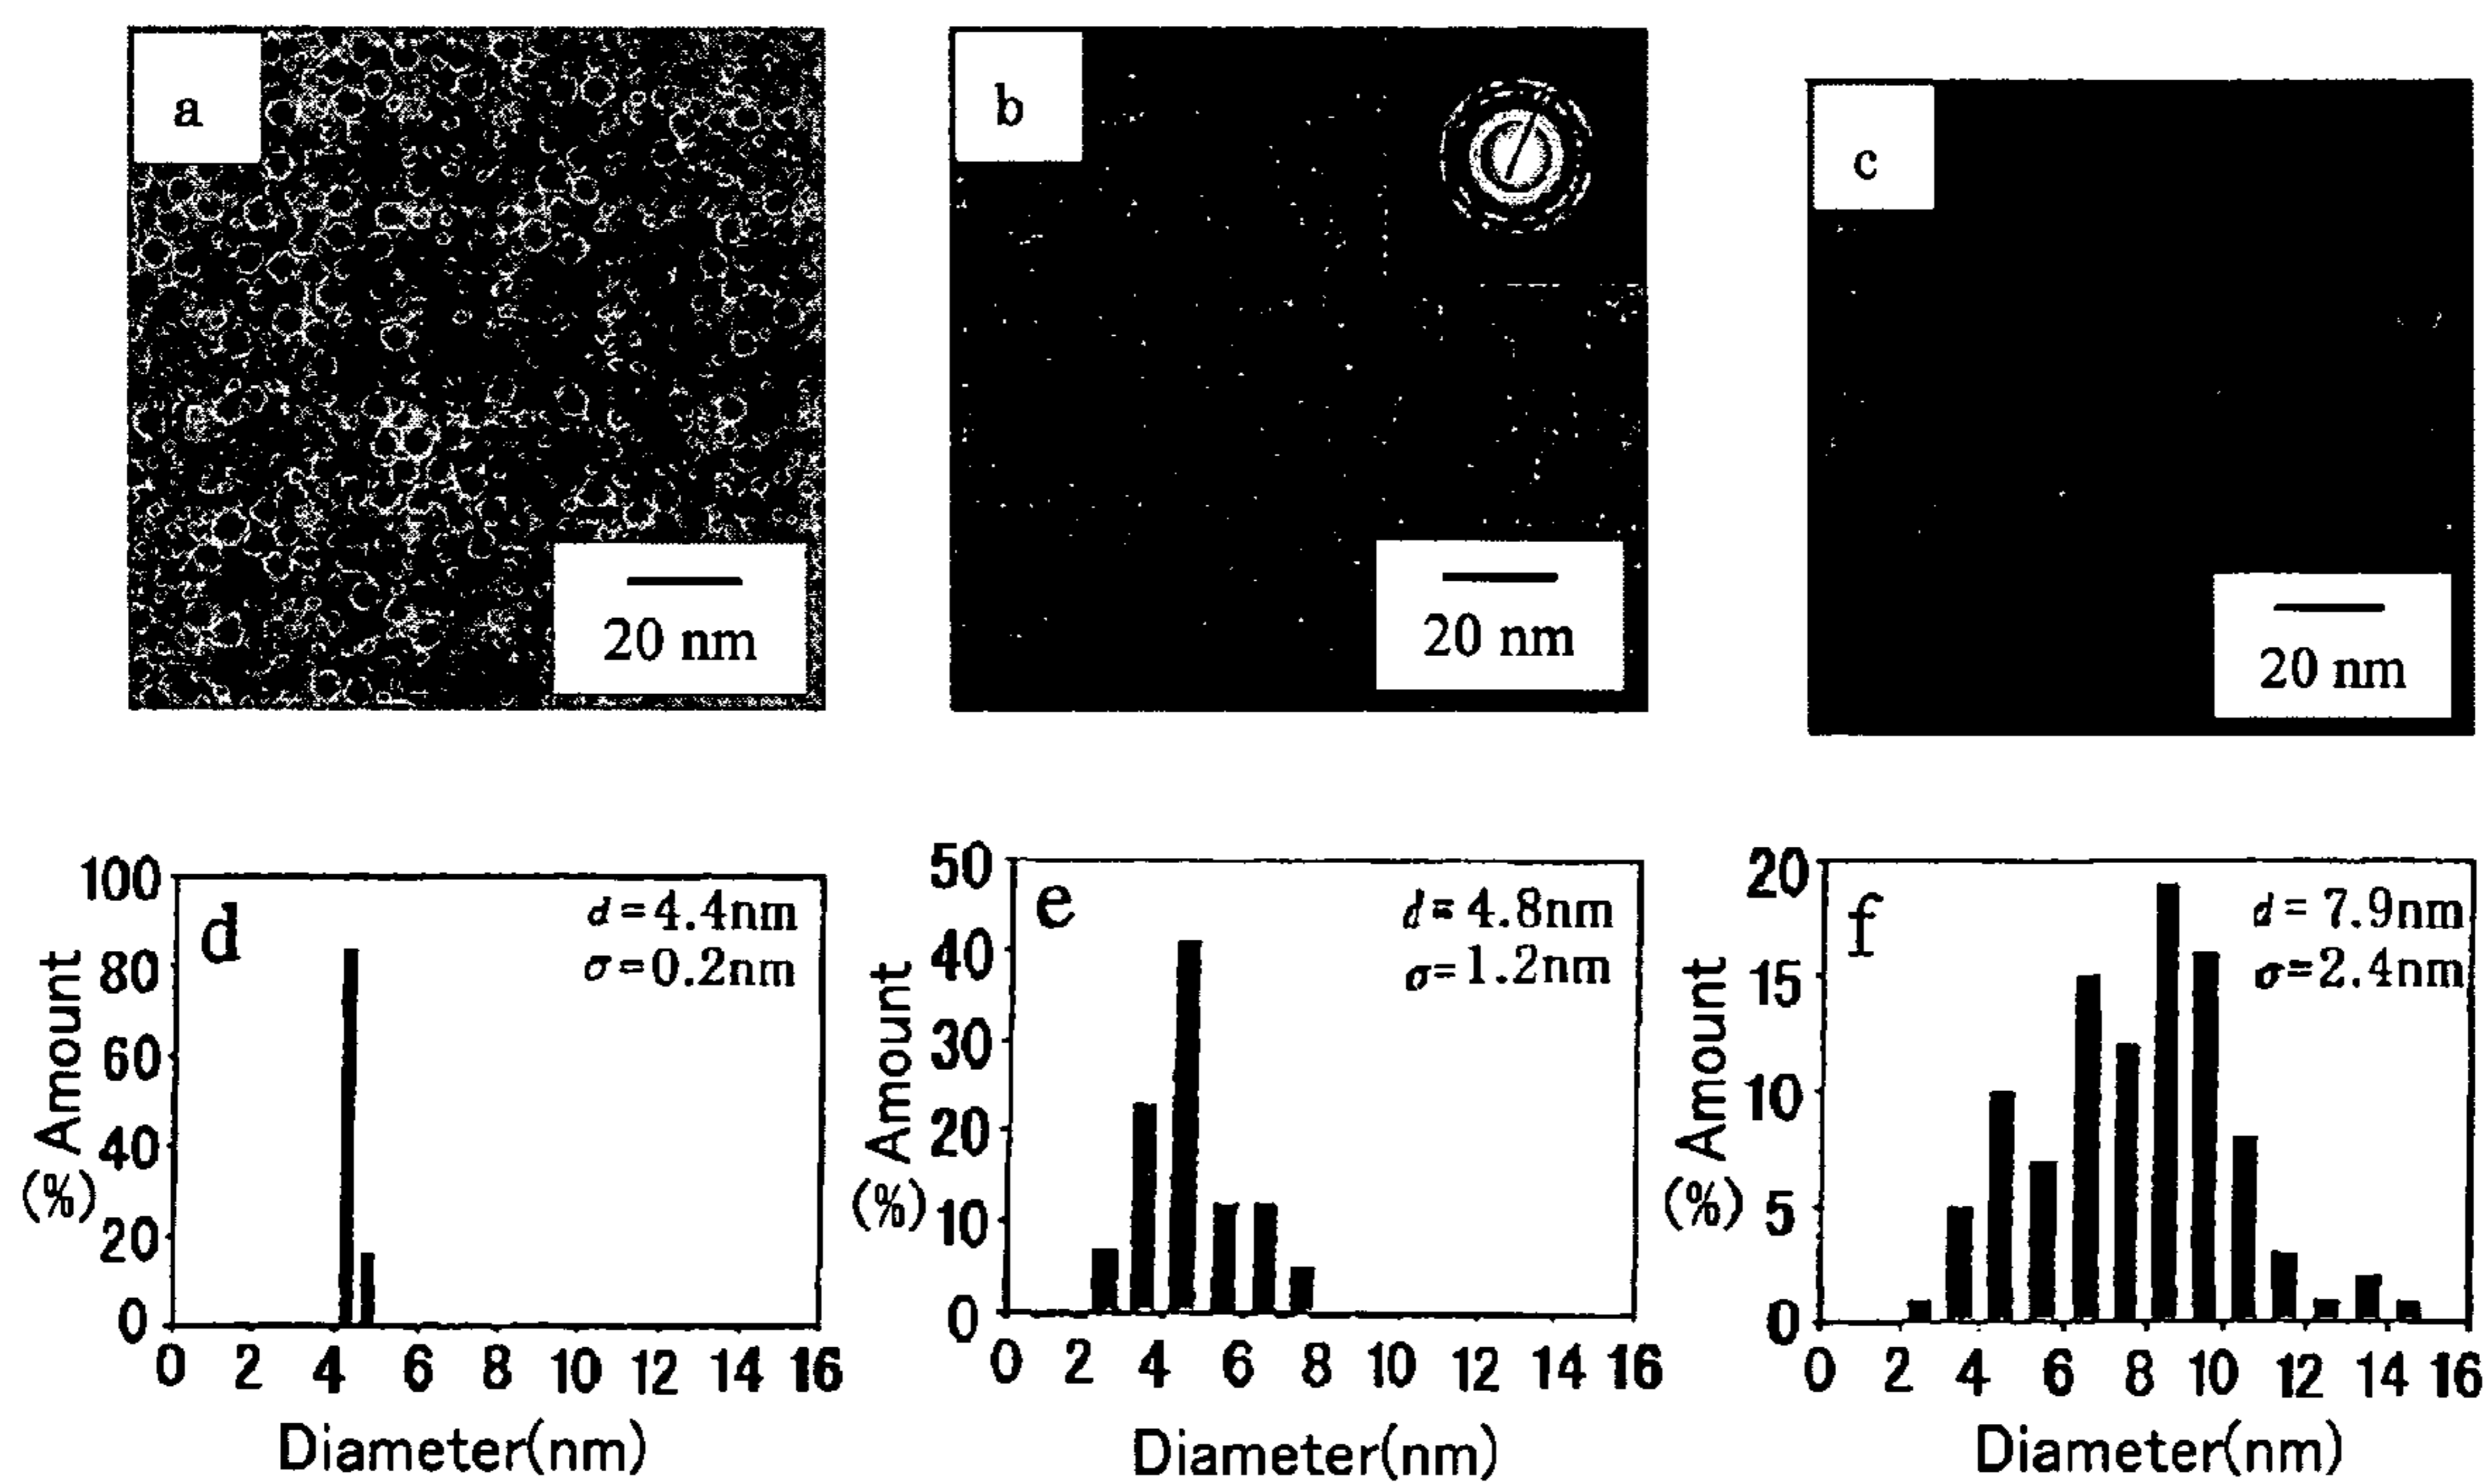 a
20 nm
b
20 nm
c
20 nm
100
80
60
40
20
0
Amount
(%)
d
d=4.4nm
σ=0.2nm
0 2 4 6 8 10 12 14 16
Diameter(nm)
50
40
30
20
10
0
Amount
(%)
e
d=4.8nm
σ=1.2nm
0 2 4 6 8 10 12 14 16
Diameter(nm)
20
15
10
5
0
Amount
(%)
f
d= 7.9nm
σ=2.4nm
0 2 4 6 8 10 12 14 16
Diameter(nm)